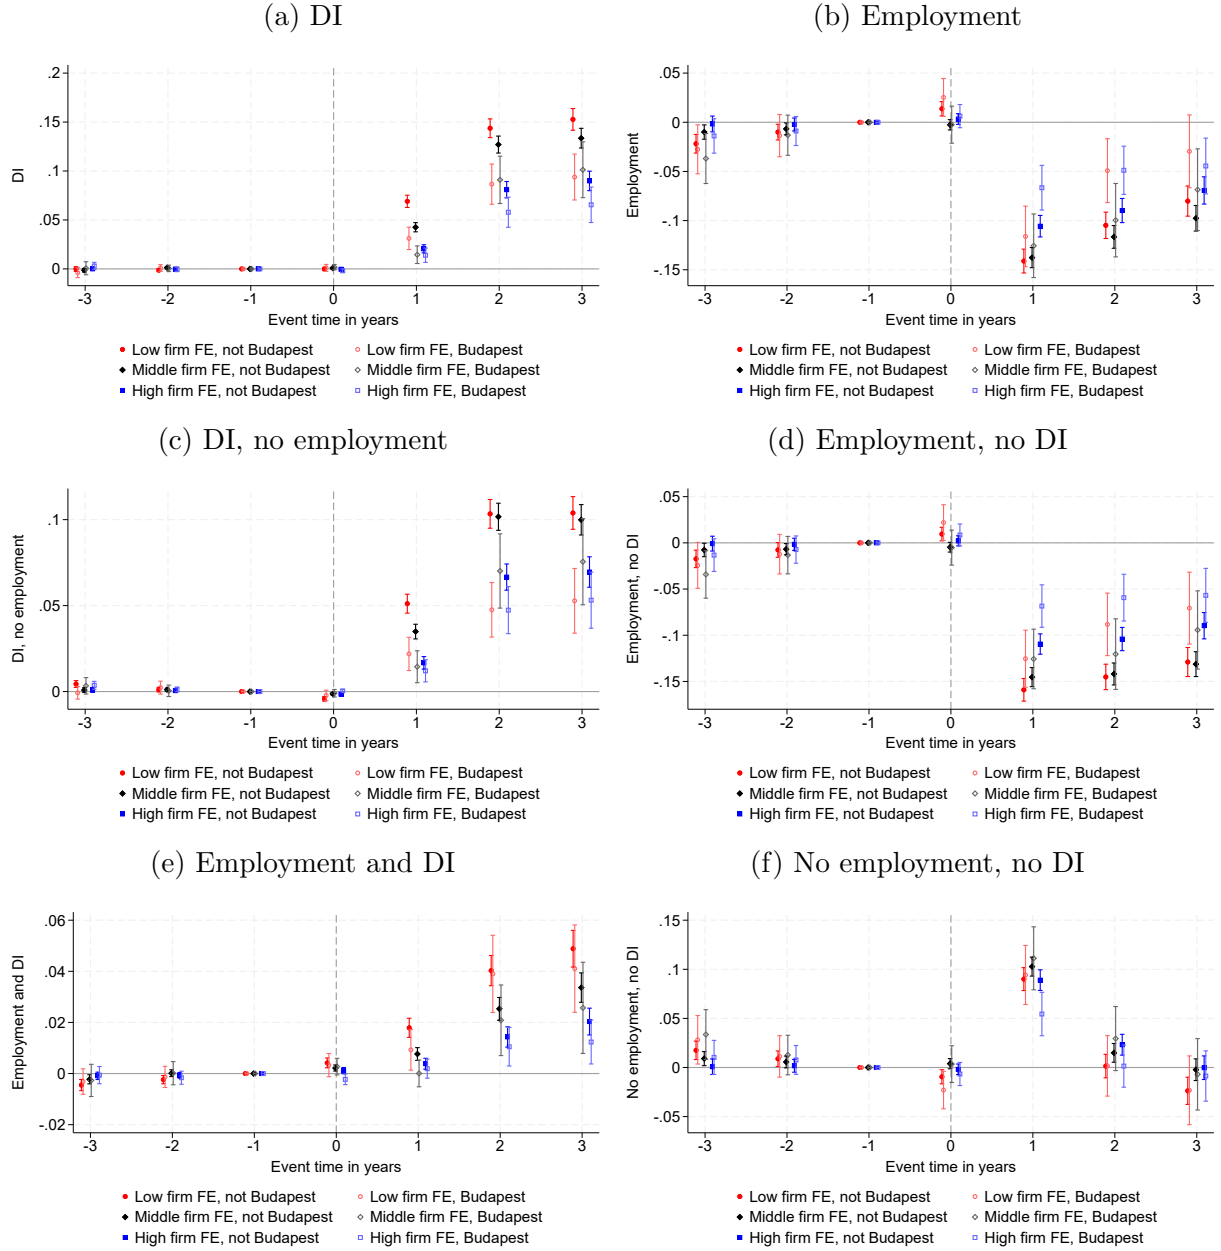 (a) DI
.2
.15
.1
.05
0
DI
-3 -2 -1 0 1 2 3
Event time in years
Low firm FE, not Budapest Low firm FE, Budapest
Middle firm FE, not Budapest Middle firm FE, Budapest
High firm FE, not Budapest High firm FE, Budapest
(b) Employment
.05
0
-.05
-.1
-.15
Employment
-3 -2 -1 0 1 2 3
Event time in years
Low firm FE, not Budapest Low firm FE, Budapest
Middle firm FE, not Budapest Middle firm FE, Budapest
High firm FE, not Budapest High firm FE, Budapest
(c) DI, no employment
.1
.05
0
DI, no employment
-3 -2 -1 0 1 2 3
Event time in years
Low firm FE, not Budapest Low firm FE, Budapest
Middle firm FE, not Budapest Middle firm FE, Budapest
High firm FE, not Budapest High firm FE, Budapest
(d) Employment, no DI
.05
0
-.05
-.1
-.15
Employment, no DI
-3 -2 -1 0 1 2 3
Event time in years
Low firm FE, not Budapest Low firm FE, Budapest
Middle firm FE, not Budapest Middle firm FE, Budapest
High firm FE, not Budapest High firm FE, Budapest
(e) Employment and DI
.06
.04
.02
0
-.02
Employment and DI
-3 -2 -1 0 1 2 3
Event time in years
Low firm FE, not Budapest Low firm FE, Budapest
Middle firm FE, not Budapest Middle firm FE, Budapest
High firm FE, not Budapest High firm FE, Budapest
(f) No employment, no DI
.15
.1
.05
0
-.05
No employment, no DI
-3 -2 -1 0 1 2 3
Event time in years
Low firm FE, not Budapest Low firm FE, Budapest
Middle firm FE, not Budapest Middle firm FE, Budapest
High firm FE, not Budapest High firm FE, Budapest